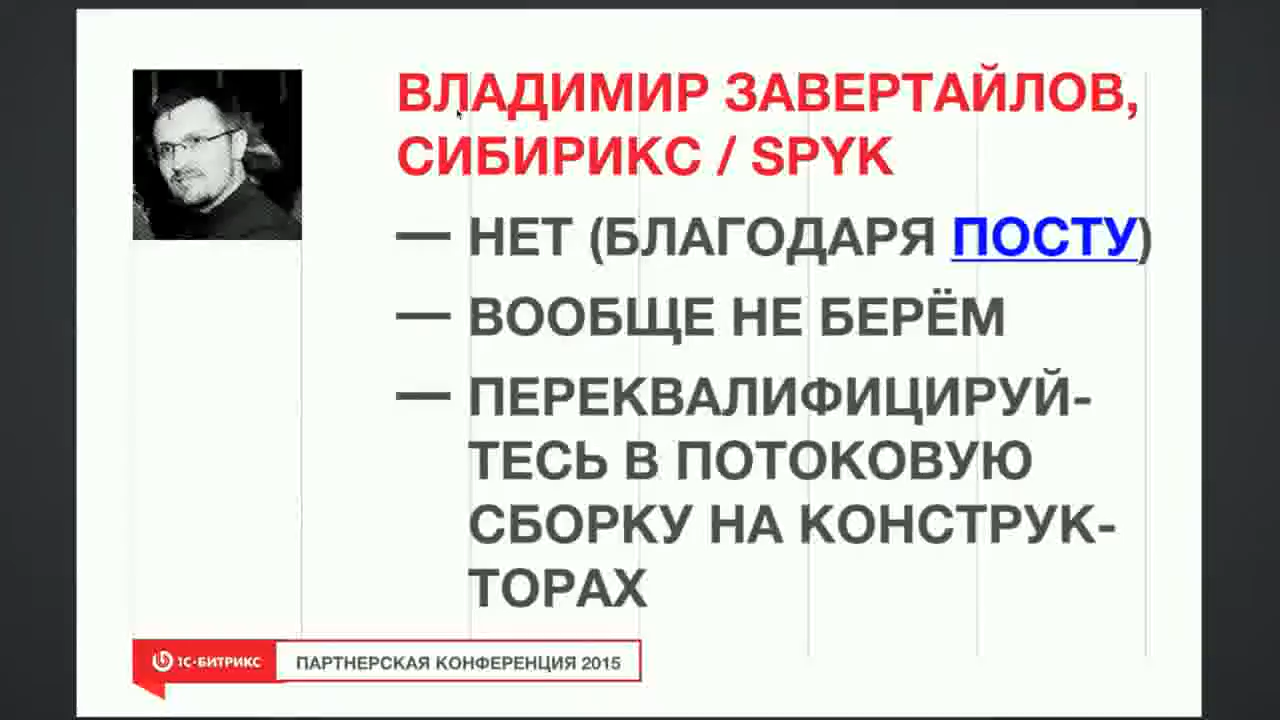 ВЛАДИМИР ЗАВЕРТАЙЛОВ,
СИБИРИКС / SPYK
— НЕТ (БЛАГОДАРЯ ПОСТУ)
— ВООБЩЕ НЕ БЕРЁМ
— ПЕРЕКВАЛИФИЦИРУЙ-
ТЕСЬ В ПОТОКОВУЮ
СБОРКУ НА КОНСТРУК-
ТОРАХ
1С-БИТРИКС ПАРТНЕРСКАЯ КОНФЕРЕНЦИЯ 2015